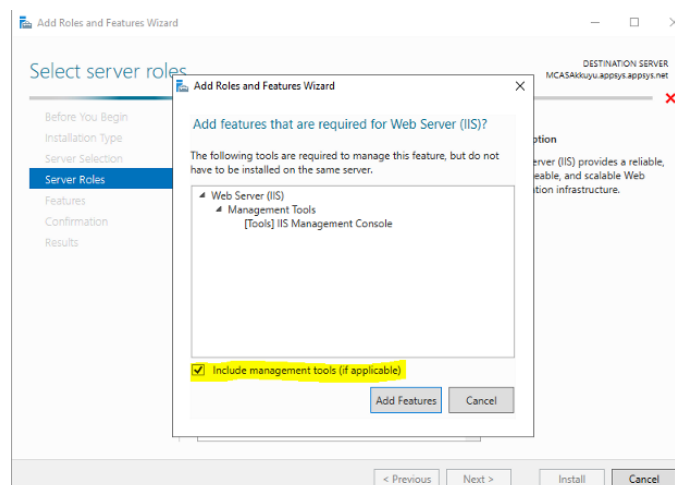 Add Roles and Features Wizard
Select server roles
DESTINATION SERVER
MCASAkkuyu.appsys.appsys.net
Before You Begin
Installation Type
Server Selection
Server Roles
Features
Confirmation
Results
Add Roles and Features Wizard
Add features that are required for Web Server (IIS)?
The following tools are required to manage this feature, but do not
have to be installed on the same server.
Web Server (IIS)
Management Tools
[Tools] IIS Management Console
Include management tools (if applicable)
Add Features
Cancel
ption
erver (IIS) provides a reliable,
eable, and scalable Web
ation infrastructure.
< Previous
Next >
Install
Cancel